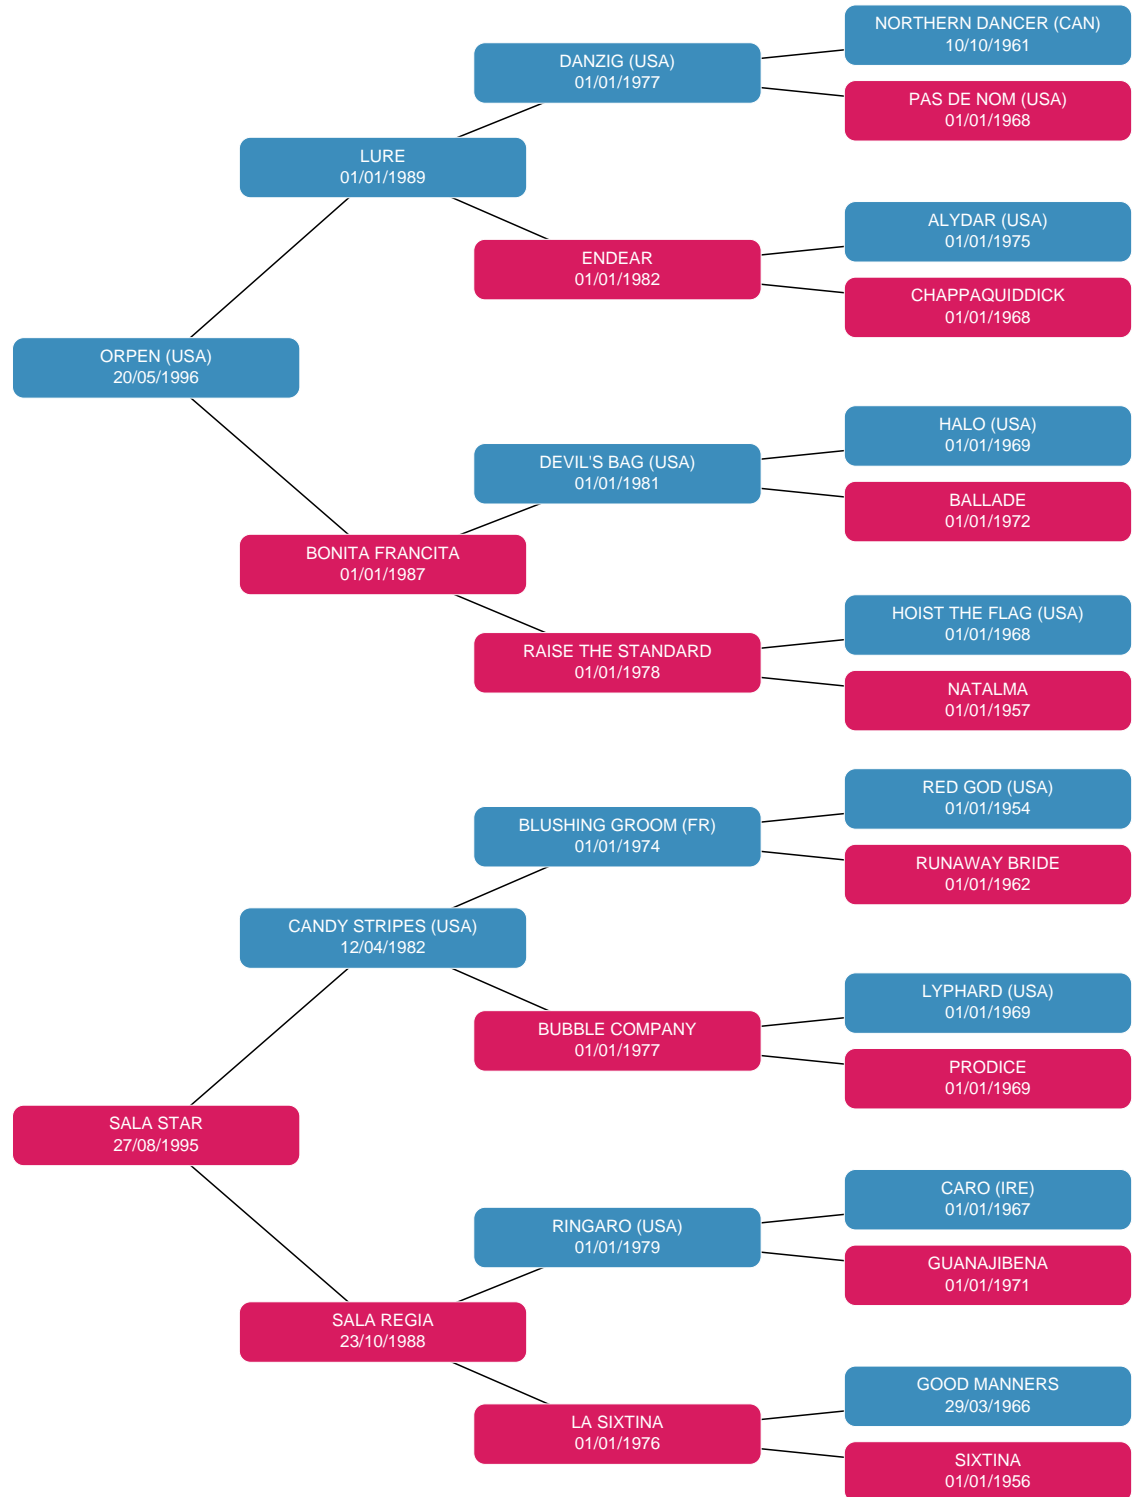 NORTHERN DANCER (CAN)
10/10/1961
DANZIG (USA)
01/01/1977
PAS DE NOM (USA)
01/01/1968
LURE
01/01/1989
ALYDAR (USA)
01/01/1975
ENDEAR
01/01/1982
CHAPPAQUIDDICK
01/01/1968
ORPEN (USA)
20/05/1996
HALO (USA)
01/01/1969
DEVIL'S BAG (USA)
01/01/1981
BALLADE
01/01/1972
BONITA FRANCITA
01/01/1987
HOIST THE FLAG (USA)
01/01/1968
RAISE THE STANDARD
01/01/1978
NATALMA
01/01/1957
RED GOD (USA)
01/01/1954
BLUSHING GROOM (FR)
01/01/1974
RUNAWAY BRIDE
01/01/1962
CANDY STRIPES (USA)
12/04/1982
LYPHARD (USA)
01/01/1969
BUBBLE COMPANY
01/01/1977
PRODICE
01/01/1969
SALA STAR
27/08/1995
CARO (IRE)
01/01/1967
RINGARO (USA)
01/01/1979
GUANAJIBENA
01/01/1971
SALA REGIA
23/10/1988
GOOD MANNERS
29/03/1966
LA SIXTINA
01/01/1976
SIXTINA
01/01/1956